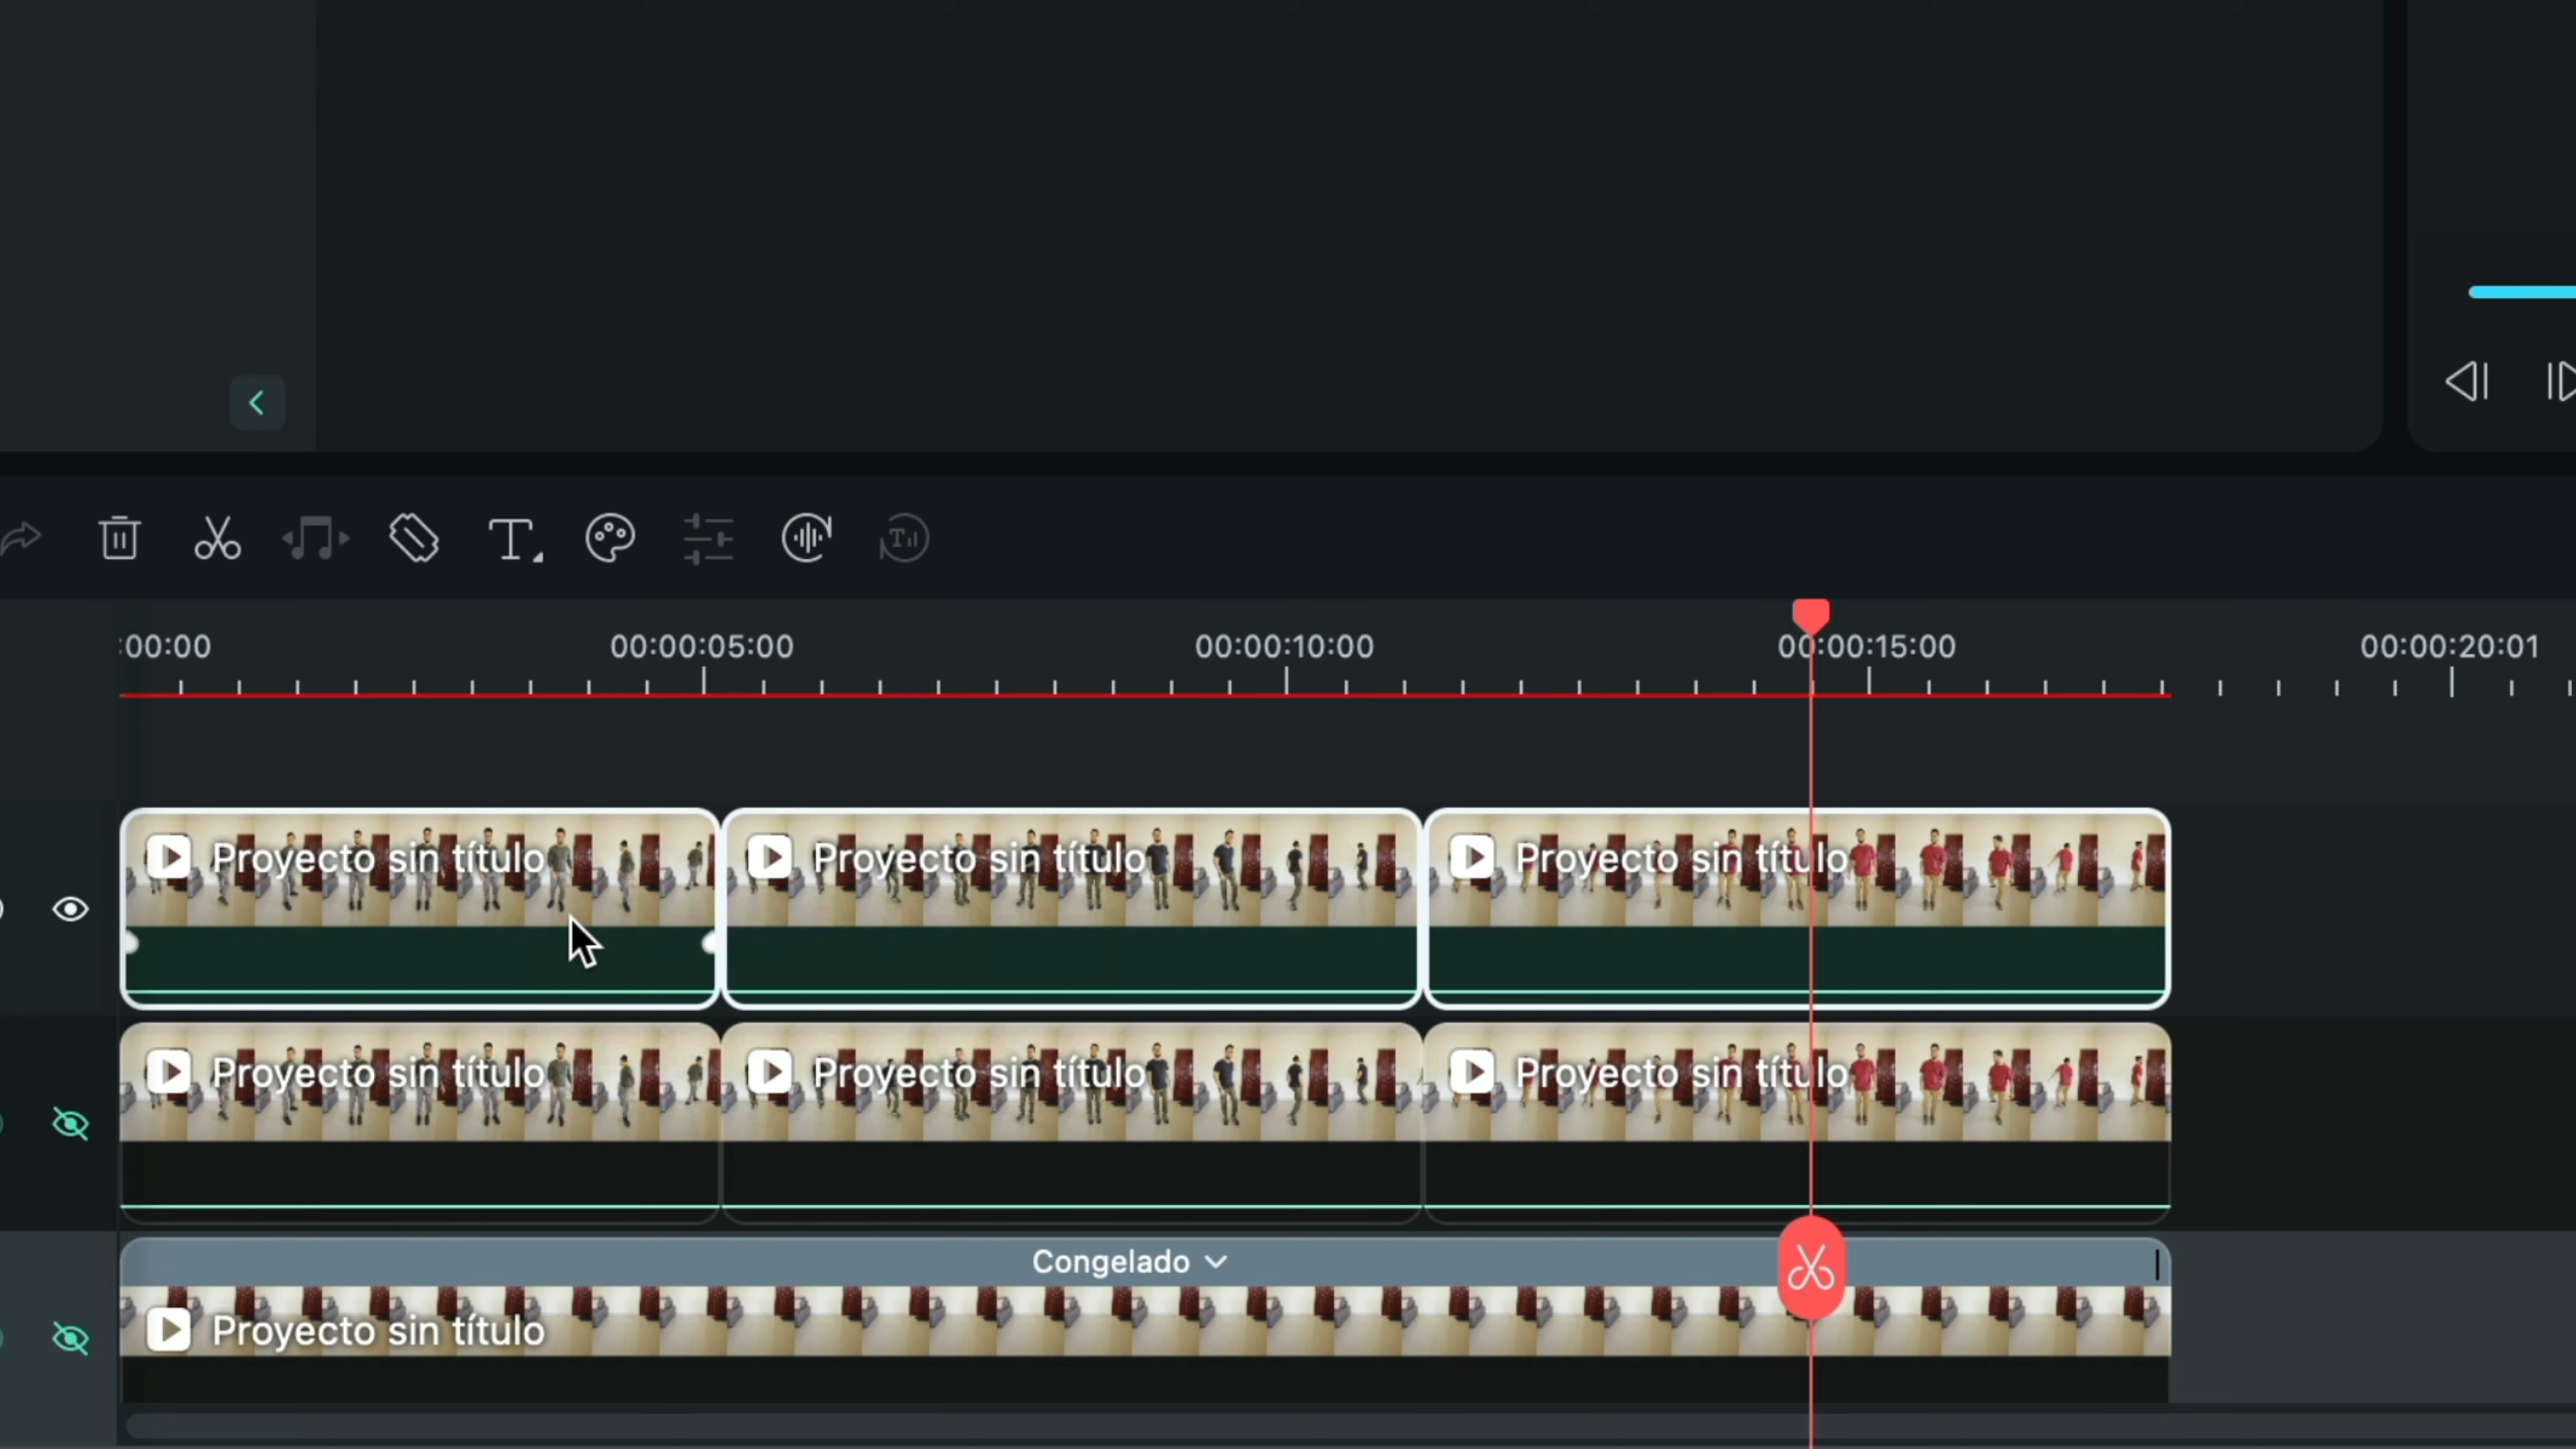 :00:00 00:00:05:00 00:00:10:00 00:00:15:00 00:00:20:01
Proyecto sin título Proyecto sin título Proyecto sin título
Proyecto sin título Proyecto sin título Proyecto sin título
Congelado
Proyecto sin título